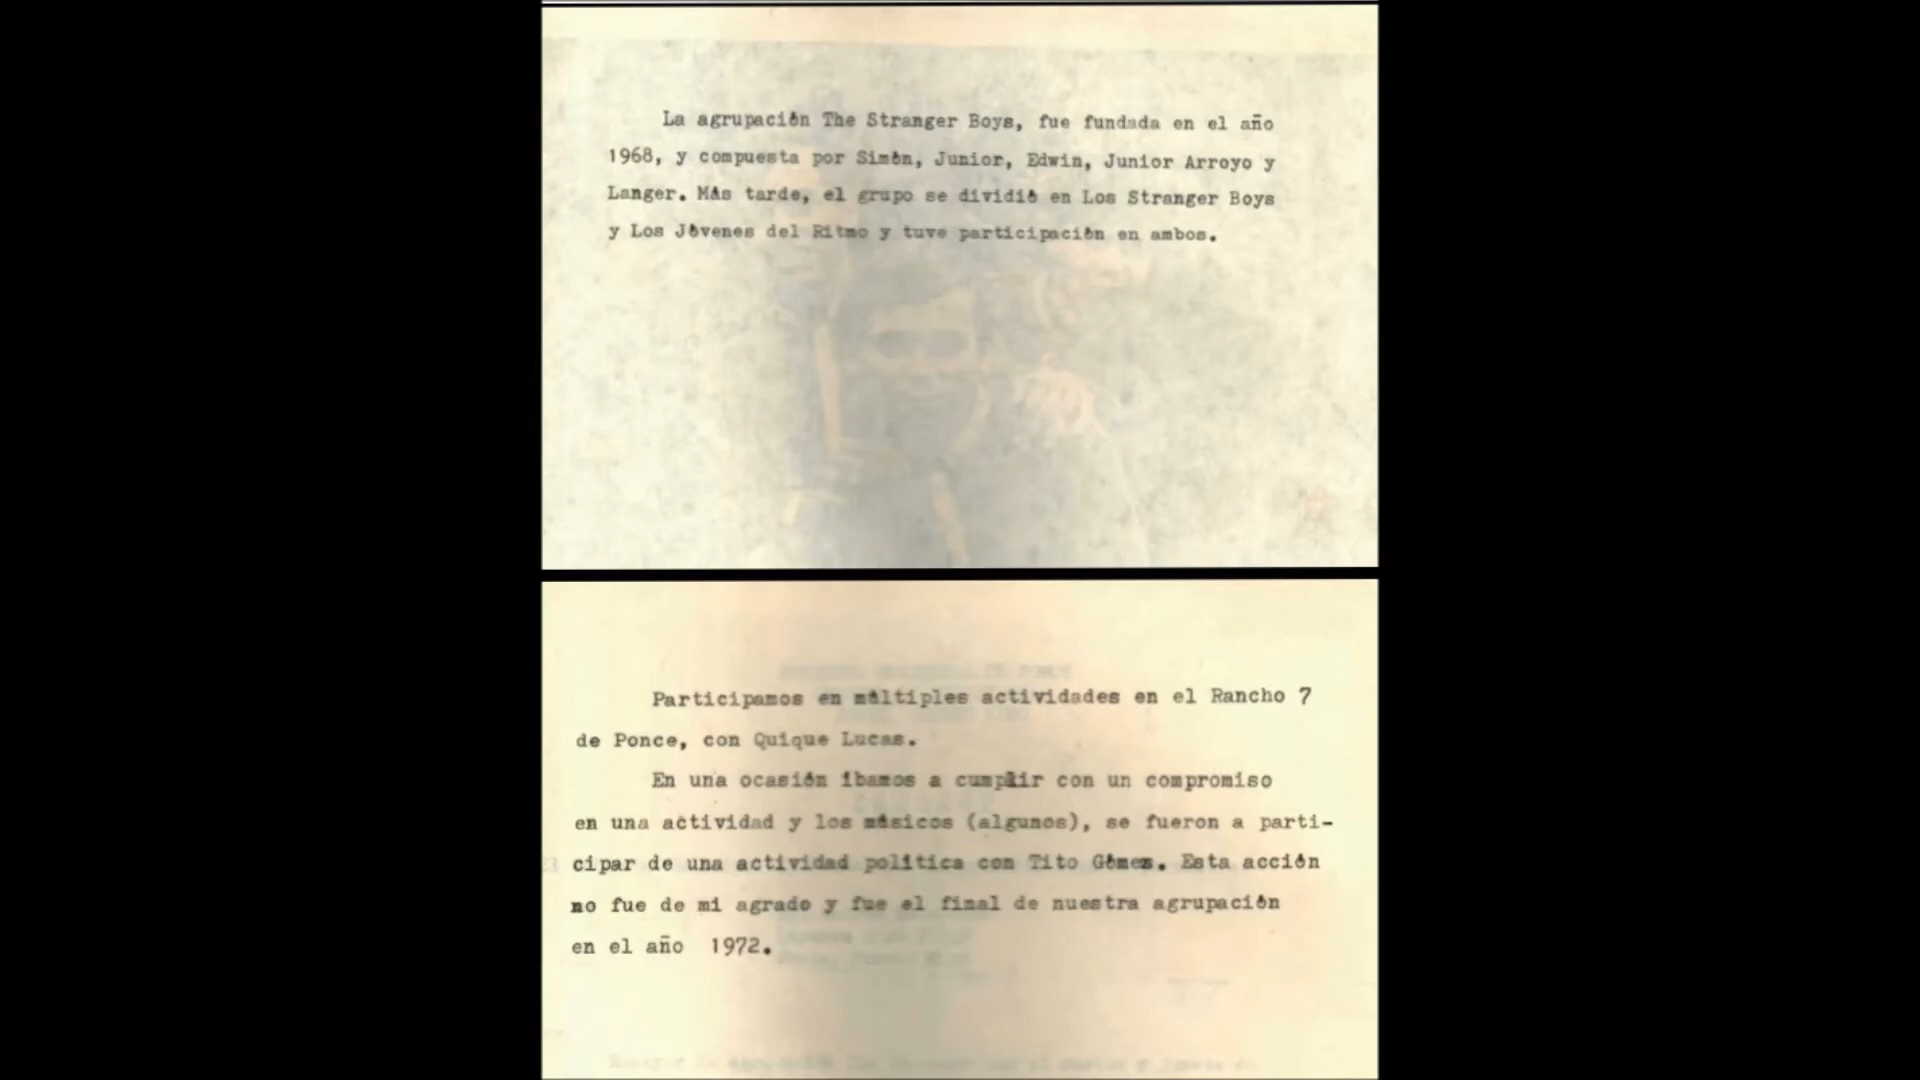 La agrupación The Stranger Boys, fue fundada en el año
1968, y compuesta por Simón, Junior, Edwin, Junior Arroyo y
Langer. Más tarde, el grupo se dividió en Los Stranger Boys
y Los Jóvenes del Ritmo y tuve participación en ambos.
Participamos en múltiples actividades en el Rancho 7
de Ponce, con Quique Lucas.
En una ocasión íbamos a cumplir con un compromiso
en una actividad y los músicos (algunos), se fueron a parti-
cipar de una actividad política con Tito Gómez. Esta acción
no fue de mi agrado y fue el final de nuestra agrupación
en el año 1972.